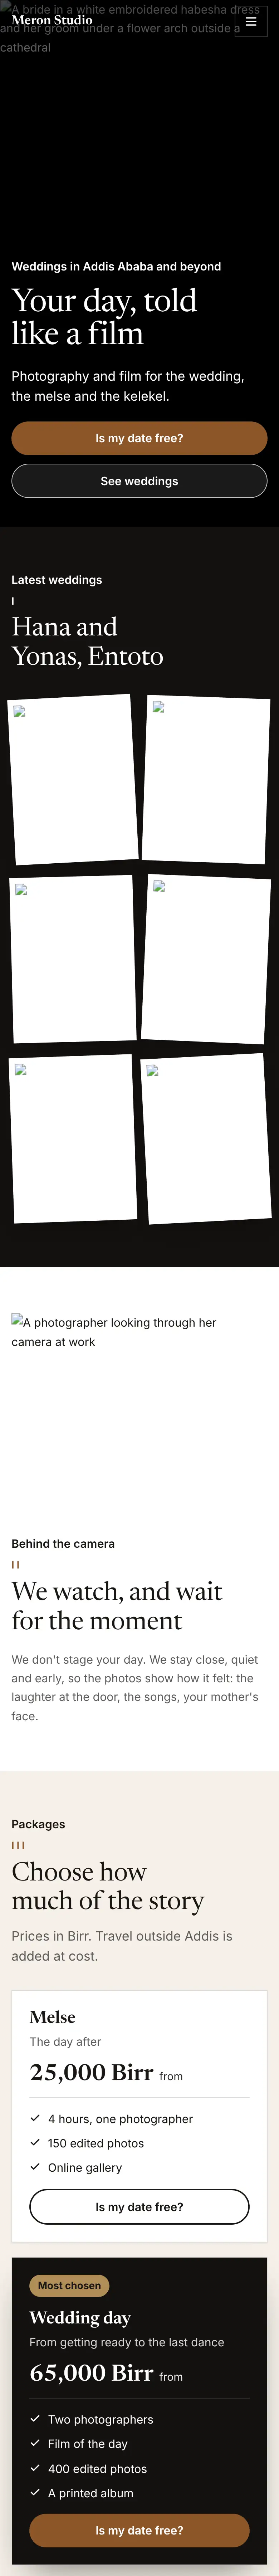 A bride in a white embroidered habesha dress
Meron Studio
and her groom under a flower arch outside a
cathedral
Weddings in Addis Ababa and beyond
Your day, told
like a film
Photography and film for the wedding,
the melse and the kelekel.
Is my date free?
See weddings
Latest weddings
I
Hana and
Yonas, Entoto
A photographer looking through her
camera at work
Behind the camera
II
We watch, and wait
for the moment
We don't stage your day. We stay close, quiet
and early, so the photos show how it felt: the
laughter at the door, the songs, your mother's
face.
Packages
III
Choose how
much of the story
Prices in Birr. Travel outside Addis is
added at cost.
Melse
The day after
25,000 Birr from
4 hours, one photographer
150 edited photos
Online gallery
Is my date free?
Most chosen
Wedding day
From getting ready to the last dance
65,000 Birr from
Two photographers
Film of the day
400 edited photos
A printed album
Is my date free?